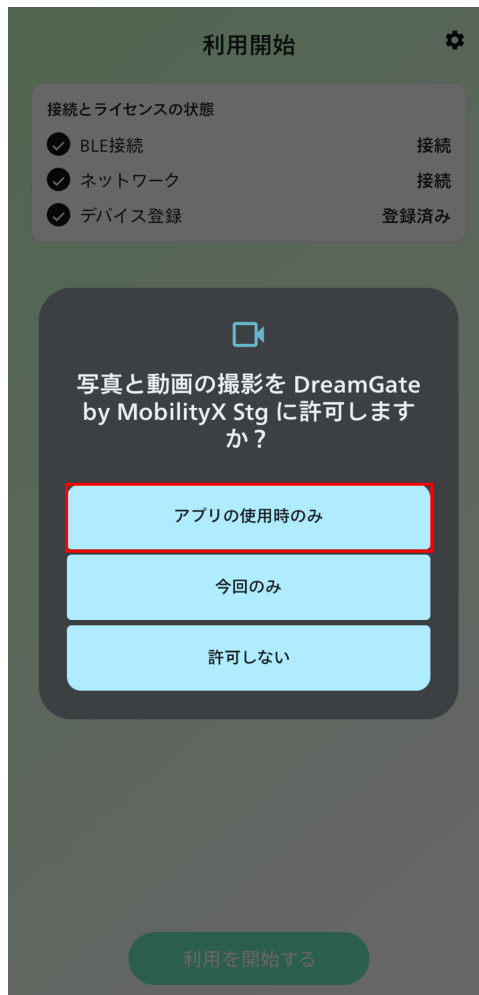 利用開始
接続とライセンスの状態
BLE接続 接続
ネットワーク 接続
デバイス登録 登録済み
写真と動画の撮影を DreamGate
by MobilityX Stg に許可します
か？
アプリの使用時のみ
今回のみ
許可しない
利用を開始する